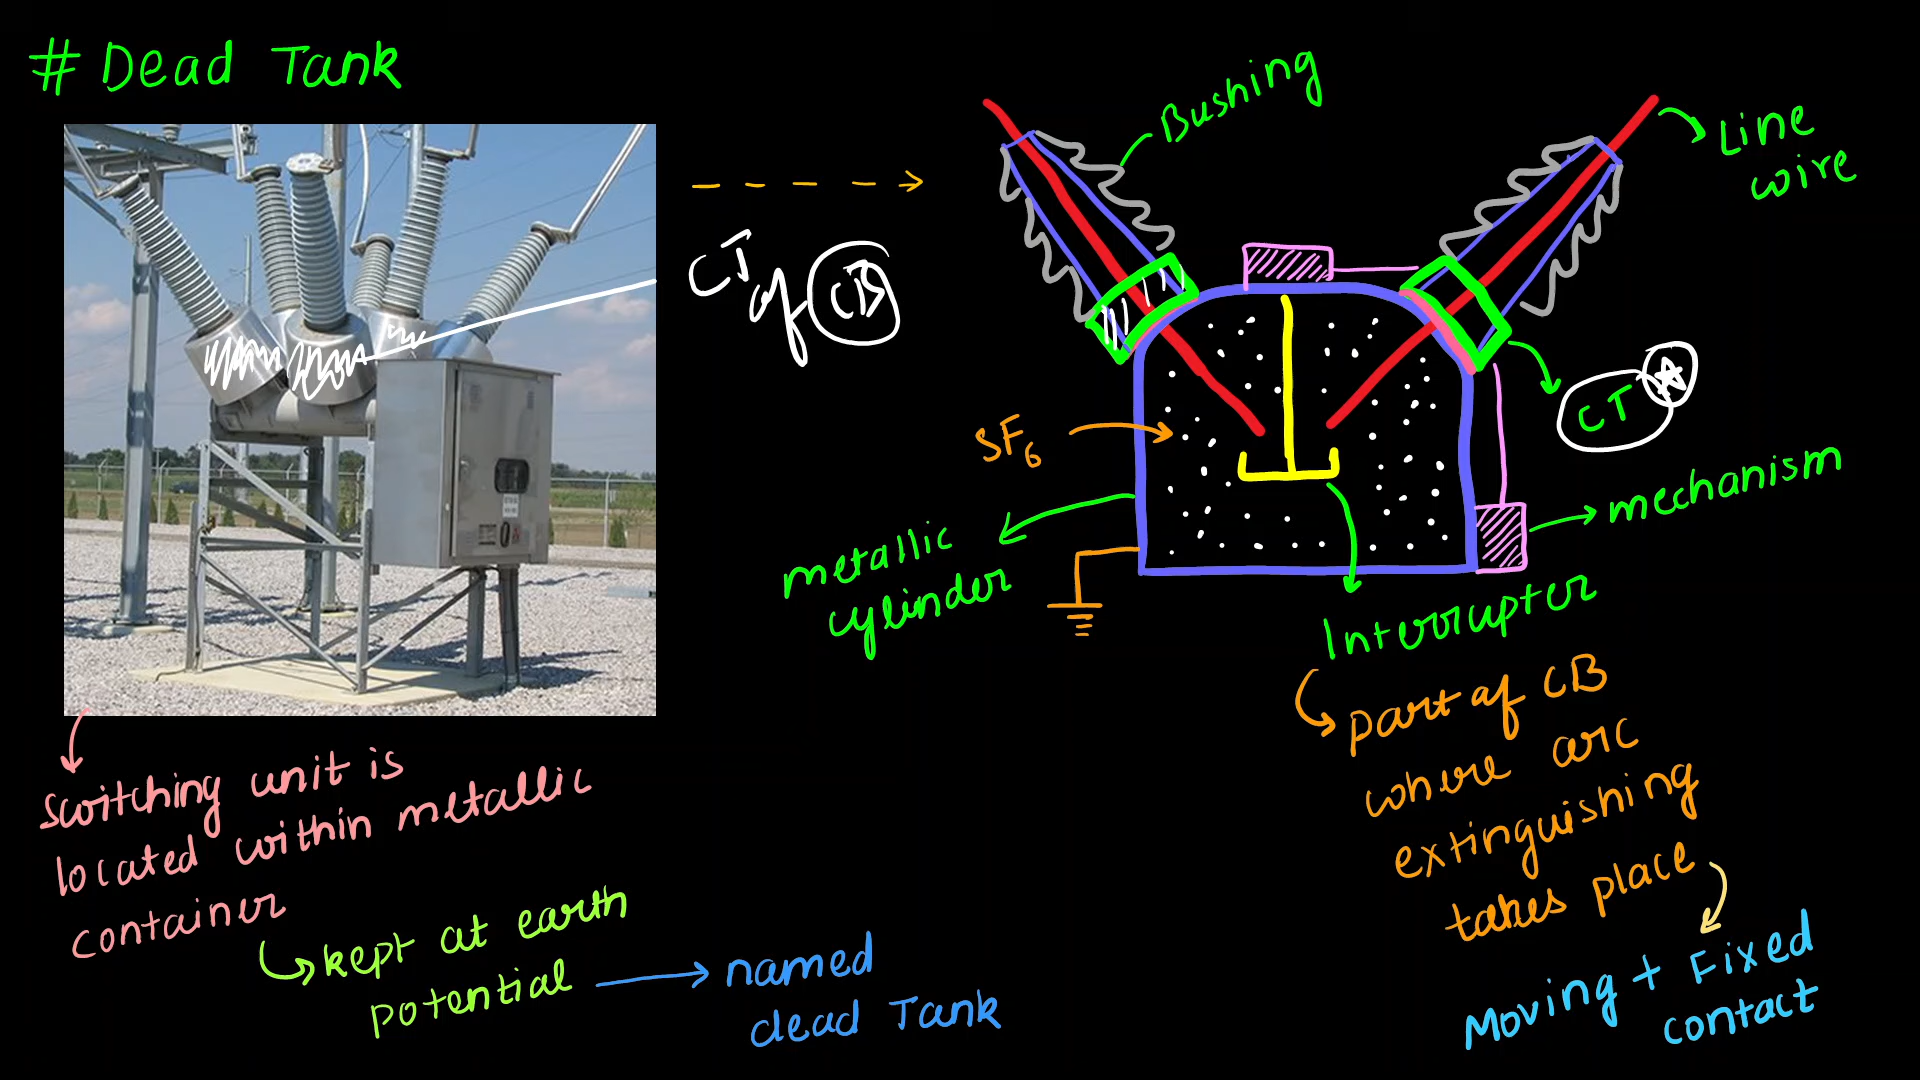 # Dead Tank
Bushing
Line
wire
CT
of CB
CT
SF6
mechanism
metallic
cylinder
Interrupter
part of CB
where arc
extinguishing
takes place
Moving + Fixed
contact
switching unit is
located within metallic
container
kept at earth
potential
named
dead Tank